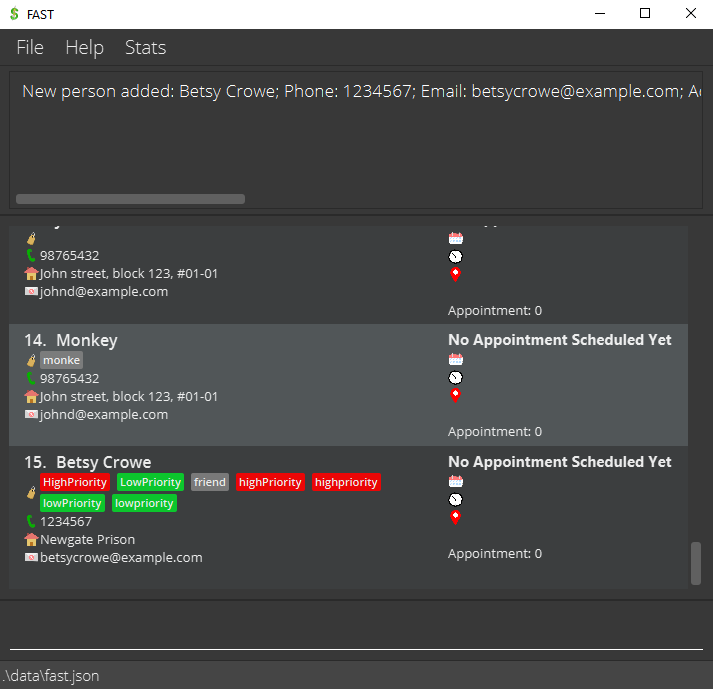 FAST
File Help Stats
New person added: Betsy Crowe; Phone: 1234567; Email: betsycrowe@example.com;
98765432
John street, block 123, #01-01
johnd@example.com
Appointment: 0
14. Monkey
No Appointment Scheduled Yet
monke
98765432
John street, block 123, #01-01
johnd@example.com
Appointment: 0
15. Betsy Crowe
No Appointment Scheduled Yet
HighPriority LowPriority friend highPriority highpriority
lowPriority lowpriority
1234567
Newgate Prison
betsycrowe@example.com
Appointment: 0
.\data\fast.json